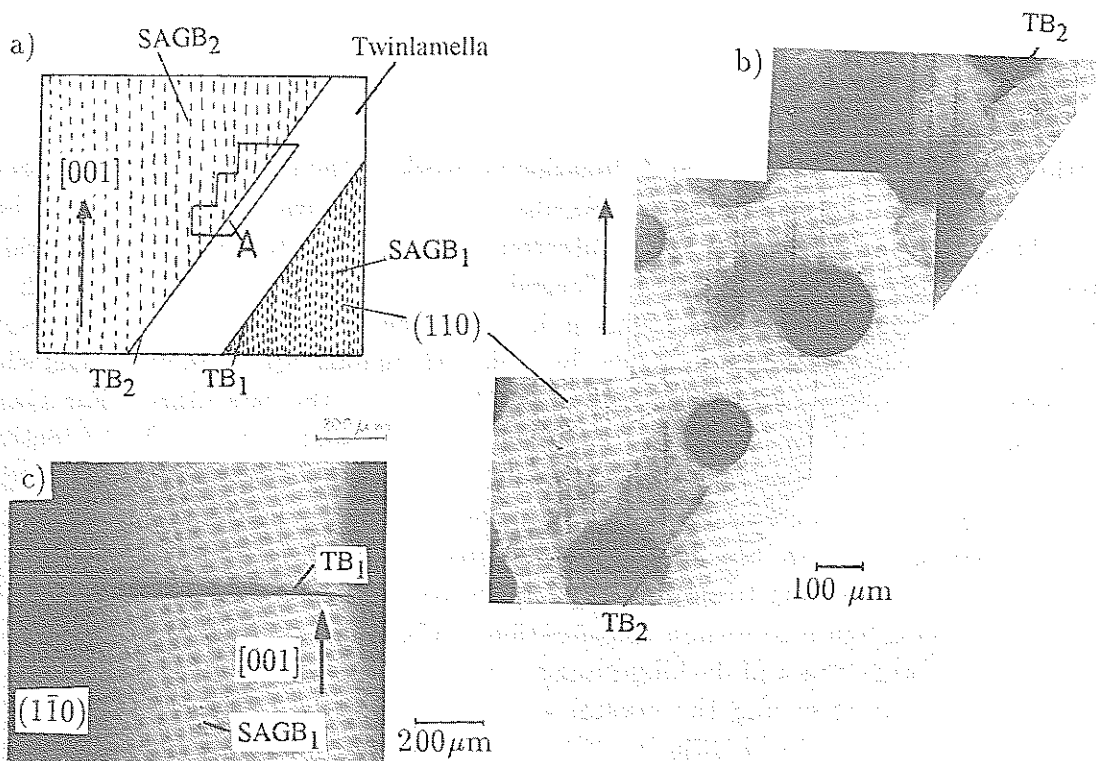 a)
SAGB₂
Twinlamella
[001]
A
SAGB₁
(110)
TB₂
TB₁
b)
TB₂
100 μm
TB₂
c)
TB₁
[001]
(11̄0)
SAGB₁
200μm